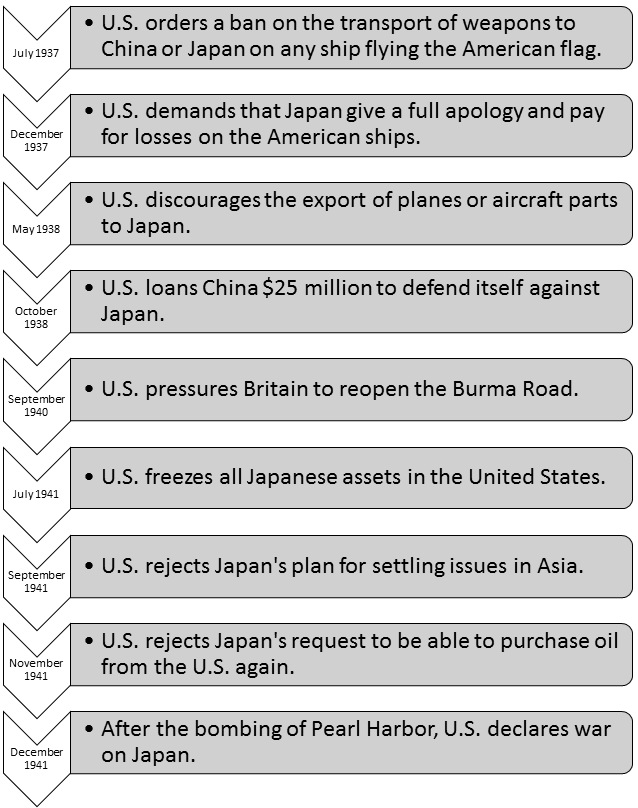 July 1937
• U.S. orders a ban on the transport of weapons to
China or Japan on any ship flying the American flag.
December
1937
• U.S. demands that Japan give a full apology and pay
for losses on the American ships.
May 1938
• U.S. discourages the export of planes or aircraft parts
to Japan.
October
1938
• U.S. loans China $25 million to defend itself against
Japan.
September
1940
• U.S. pressures Britain to reopen the Burma Road.
July 1941
• U.S. freezes all Japanese assets in the United States.
September
1941
• U.S. rejects Japan's plan for settling issues in Asia.
November
1941
• U.S. rejects Japan's request to be able to purchase oil
from the U.S. again.
December
1941
• After the bombing of Pearl Harbor, U.S. declares war
on Japan.